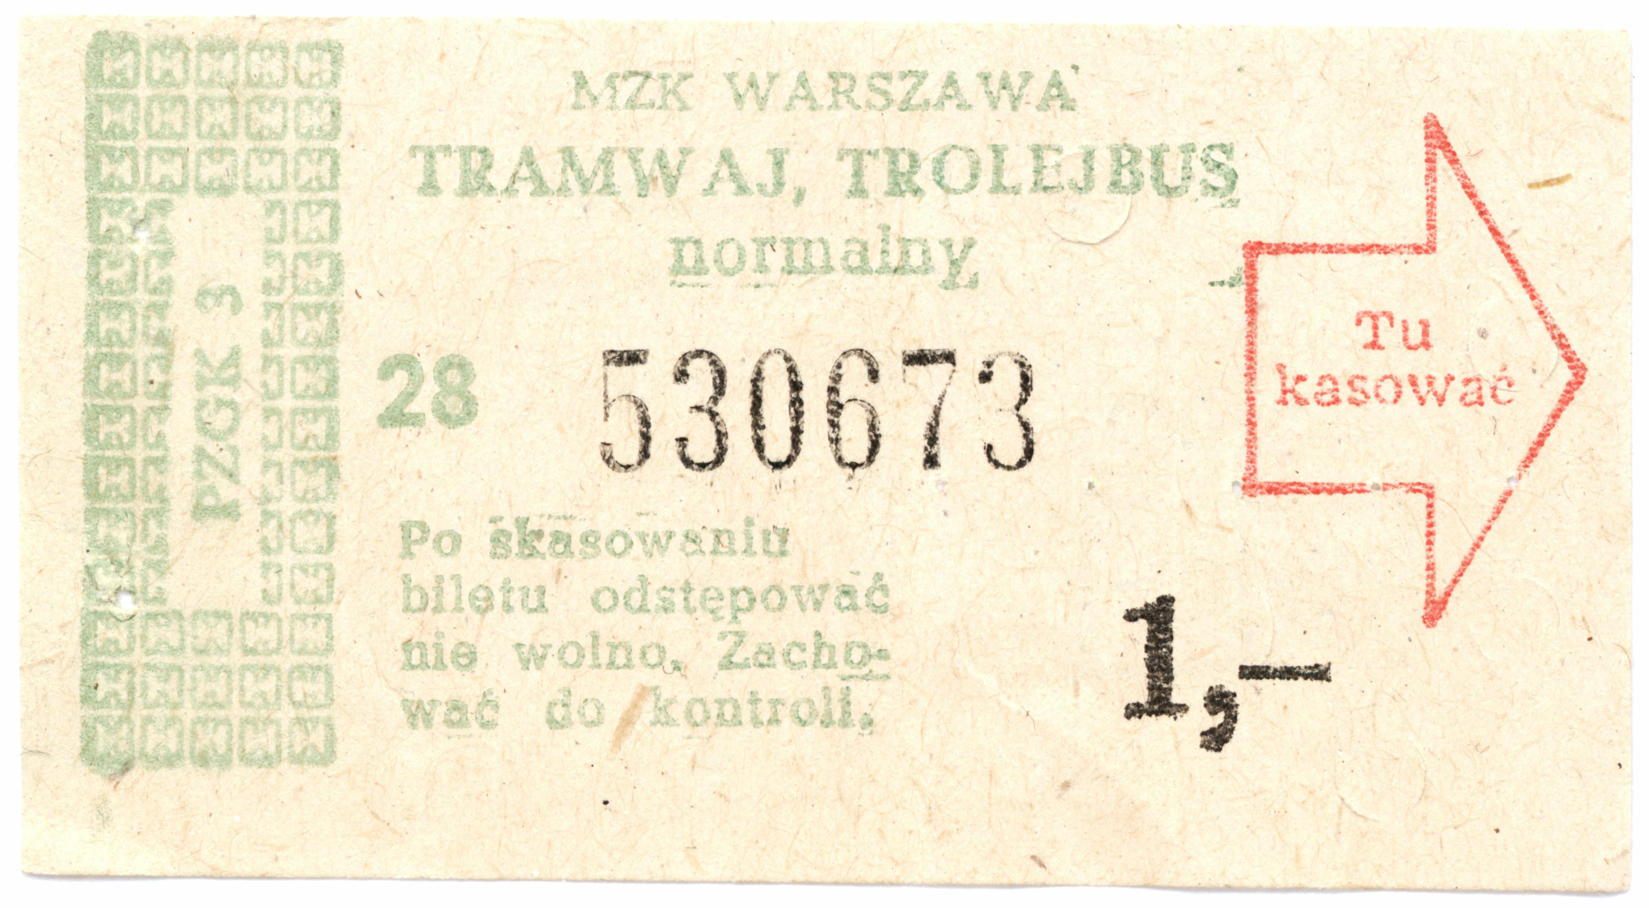 MZK WARSZAWA
TRAMWAJ, TROLEJBUS
normalny
PZGK 3
28 530673
Tu
kasować
Po skasowaniu
biletu odstępować
nie wolno. Zacho-
wać do kontroli.
1,—